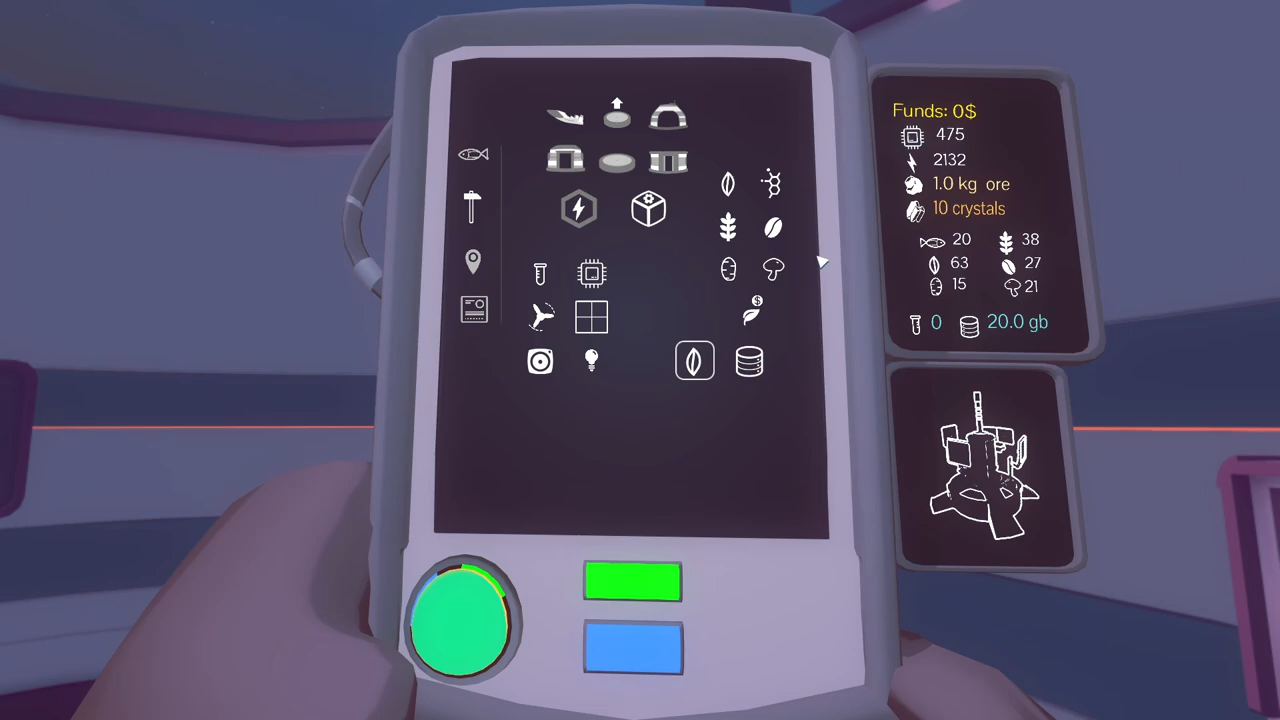 Funds: 0$
475
2132
1.0 kg ore
10 crystals
20 38
63 27
15 21
0 20.0 gb